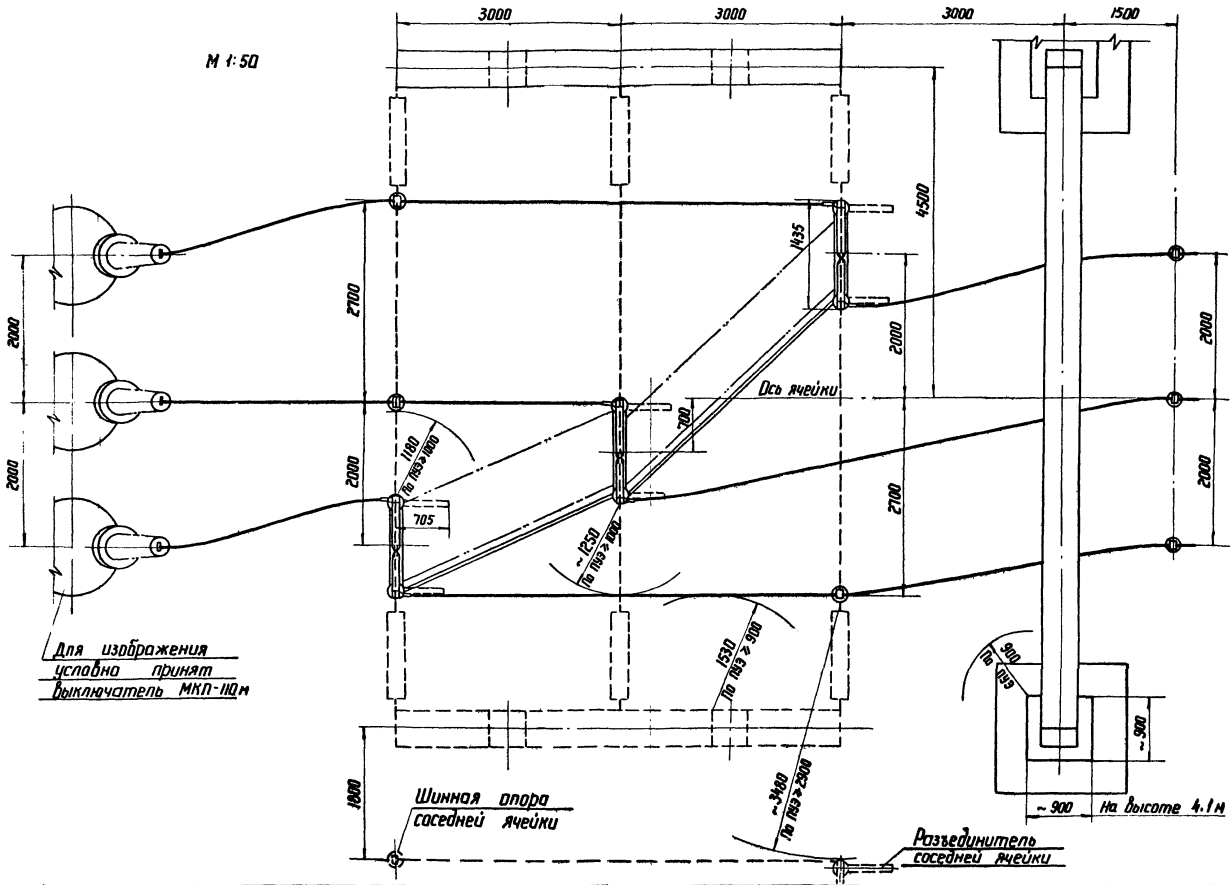 3000
3000
3000
1500
М 1:50
4500
1435
2700
2000
2000
2000
Ось ячейки
700
1180
По ПУЭ ≥ 1000
2000
2000
705
2700
2000
~ 1250
По ПУЭ ≥ 1000
1530
По ПУЭ ≥ 900
900
По ПУЭ
Для изображения
условно принят
выключатель МКП-110м
~ 900
1800
~3480
По ПУЭ ≥ 2900
Шинная опора
соседней ячейки
~ 900
На высоте 4.1м
Разъединитель
соседней ячейки